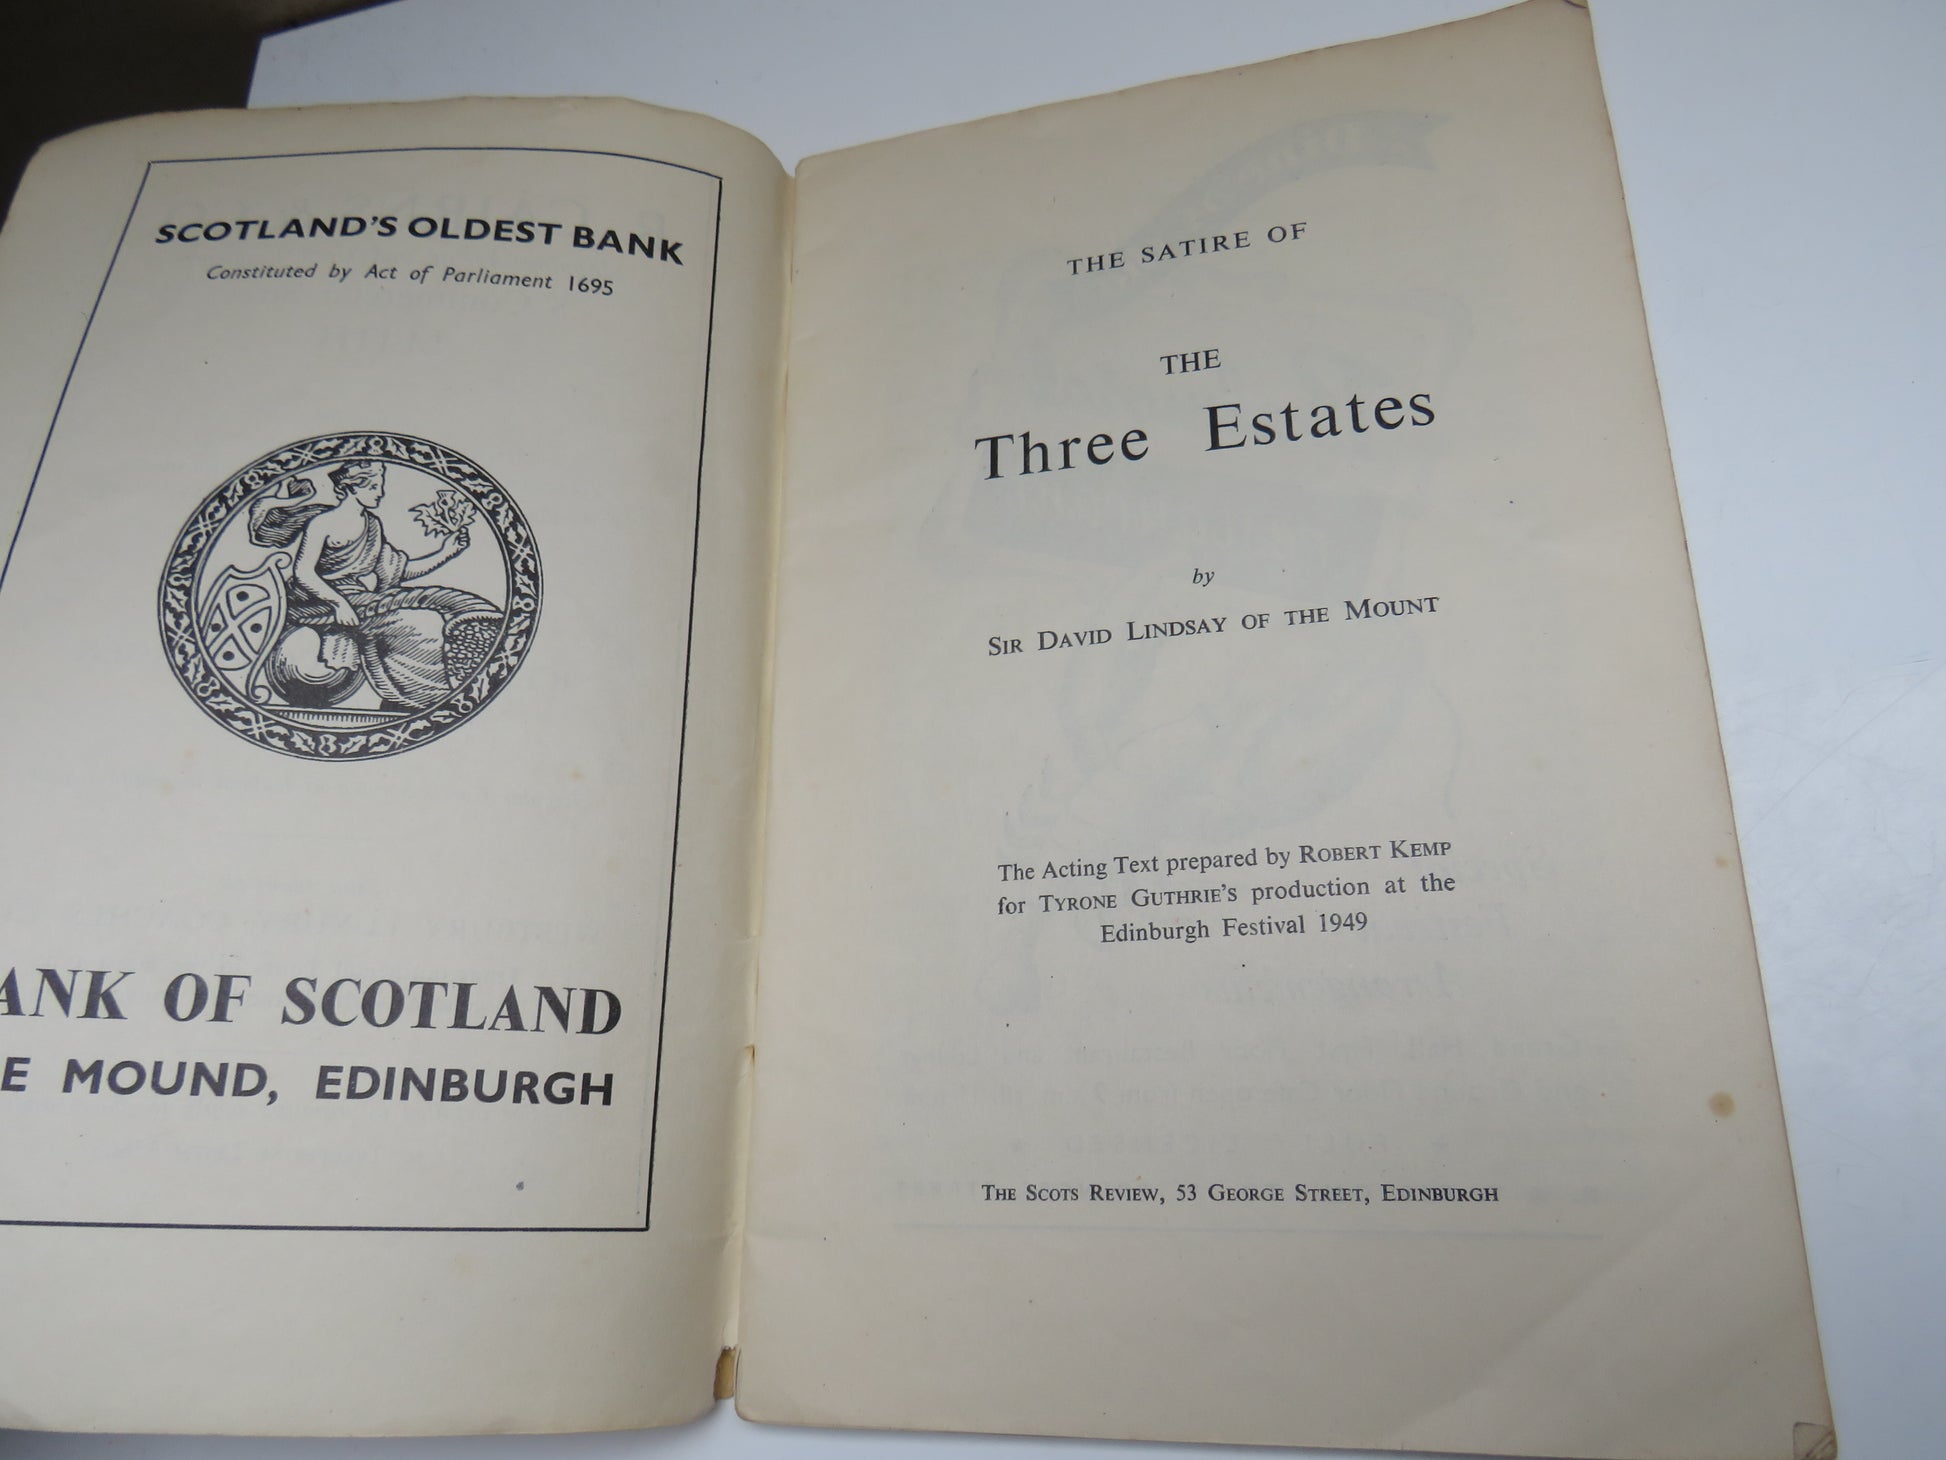 SCOTLAND'S OLDEST BANK
Constituted by Act of Parliament 1695
OF SCOTLAND
MOUND, EDINBURGH
THE SATIRE OF
THE
Three Estates
by
SIR DAVID LINDSAY OF THE MOUNT
The Acting Text prepared by ROBERT KEMP
for TYRONE GUTHRIE'S production at the
Edinburgh Festival 1949
THE SCOTS REVIEW, 53 GEORGE STREET, EDINBURGH